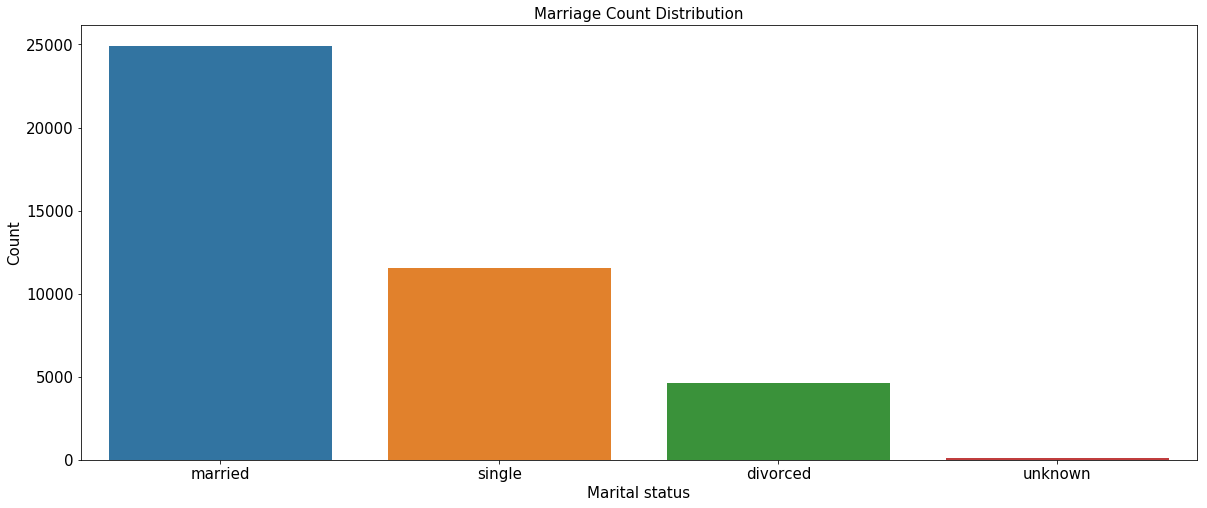 Marriage Count Distribution
25000
20000
15000
10000
5000
0
Count
married single divorced unknown
Marital status